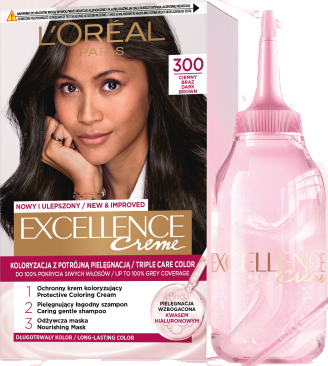 L'ORÉAL
PARIS
300
CIEMNY
BRĄZ
DARK
BROWN
NOWY I ULEPSZONY / NEW & IMPROVED
EXCELLENCE
Creme
KOLORYZACJA Z POTRÓJNĄ PIELĘGNACJĄ / TRIPLE CARE COLOR
DO 100% POKRYCIA SIWYCH WŁOSÓW / UP TO 100% GREY COVERAGE
1 Ochronny krem koloryzujący
Protective Coloring Cream
2 Pielęgnujący łagodny szampon
Caring gentle shampoo
3 Odżywcza maska
Nourishing Mask
PIELĘGNACJA
WZBOGACONA
KWASEM
HIALURONOWYM
DŁUGOTRWAŁY KOLOR / LONG-LASTING COLOR
EXCELLENCE
Creme